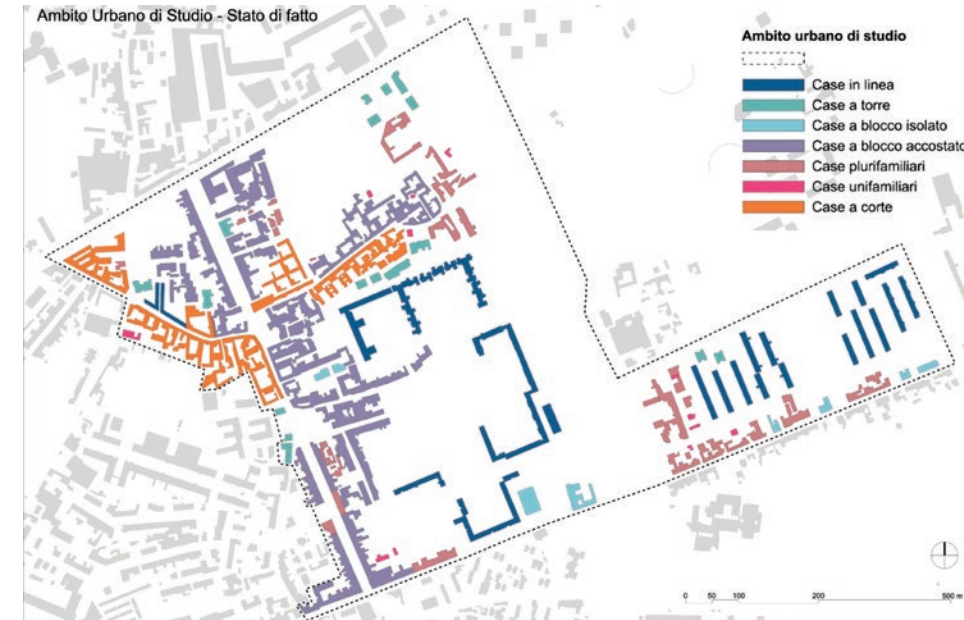 Ambito Urbano di Studio - Stato di fatto
Ambito urbano di studio
Case in linea
Case a torre
Case a blocco isolato
Case a blocco accostato
Case plurifamiliari
Case unifamiliari
Case a corte
0 50 100 200 500 m